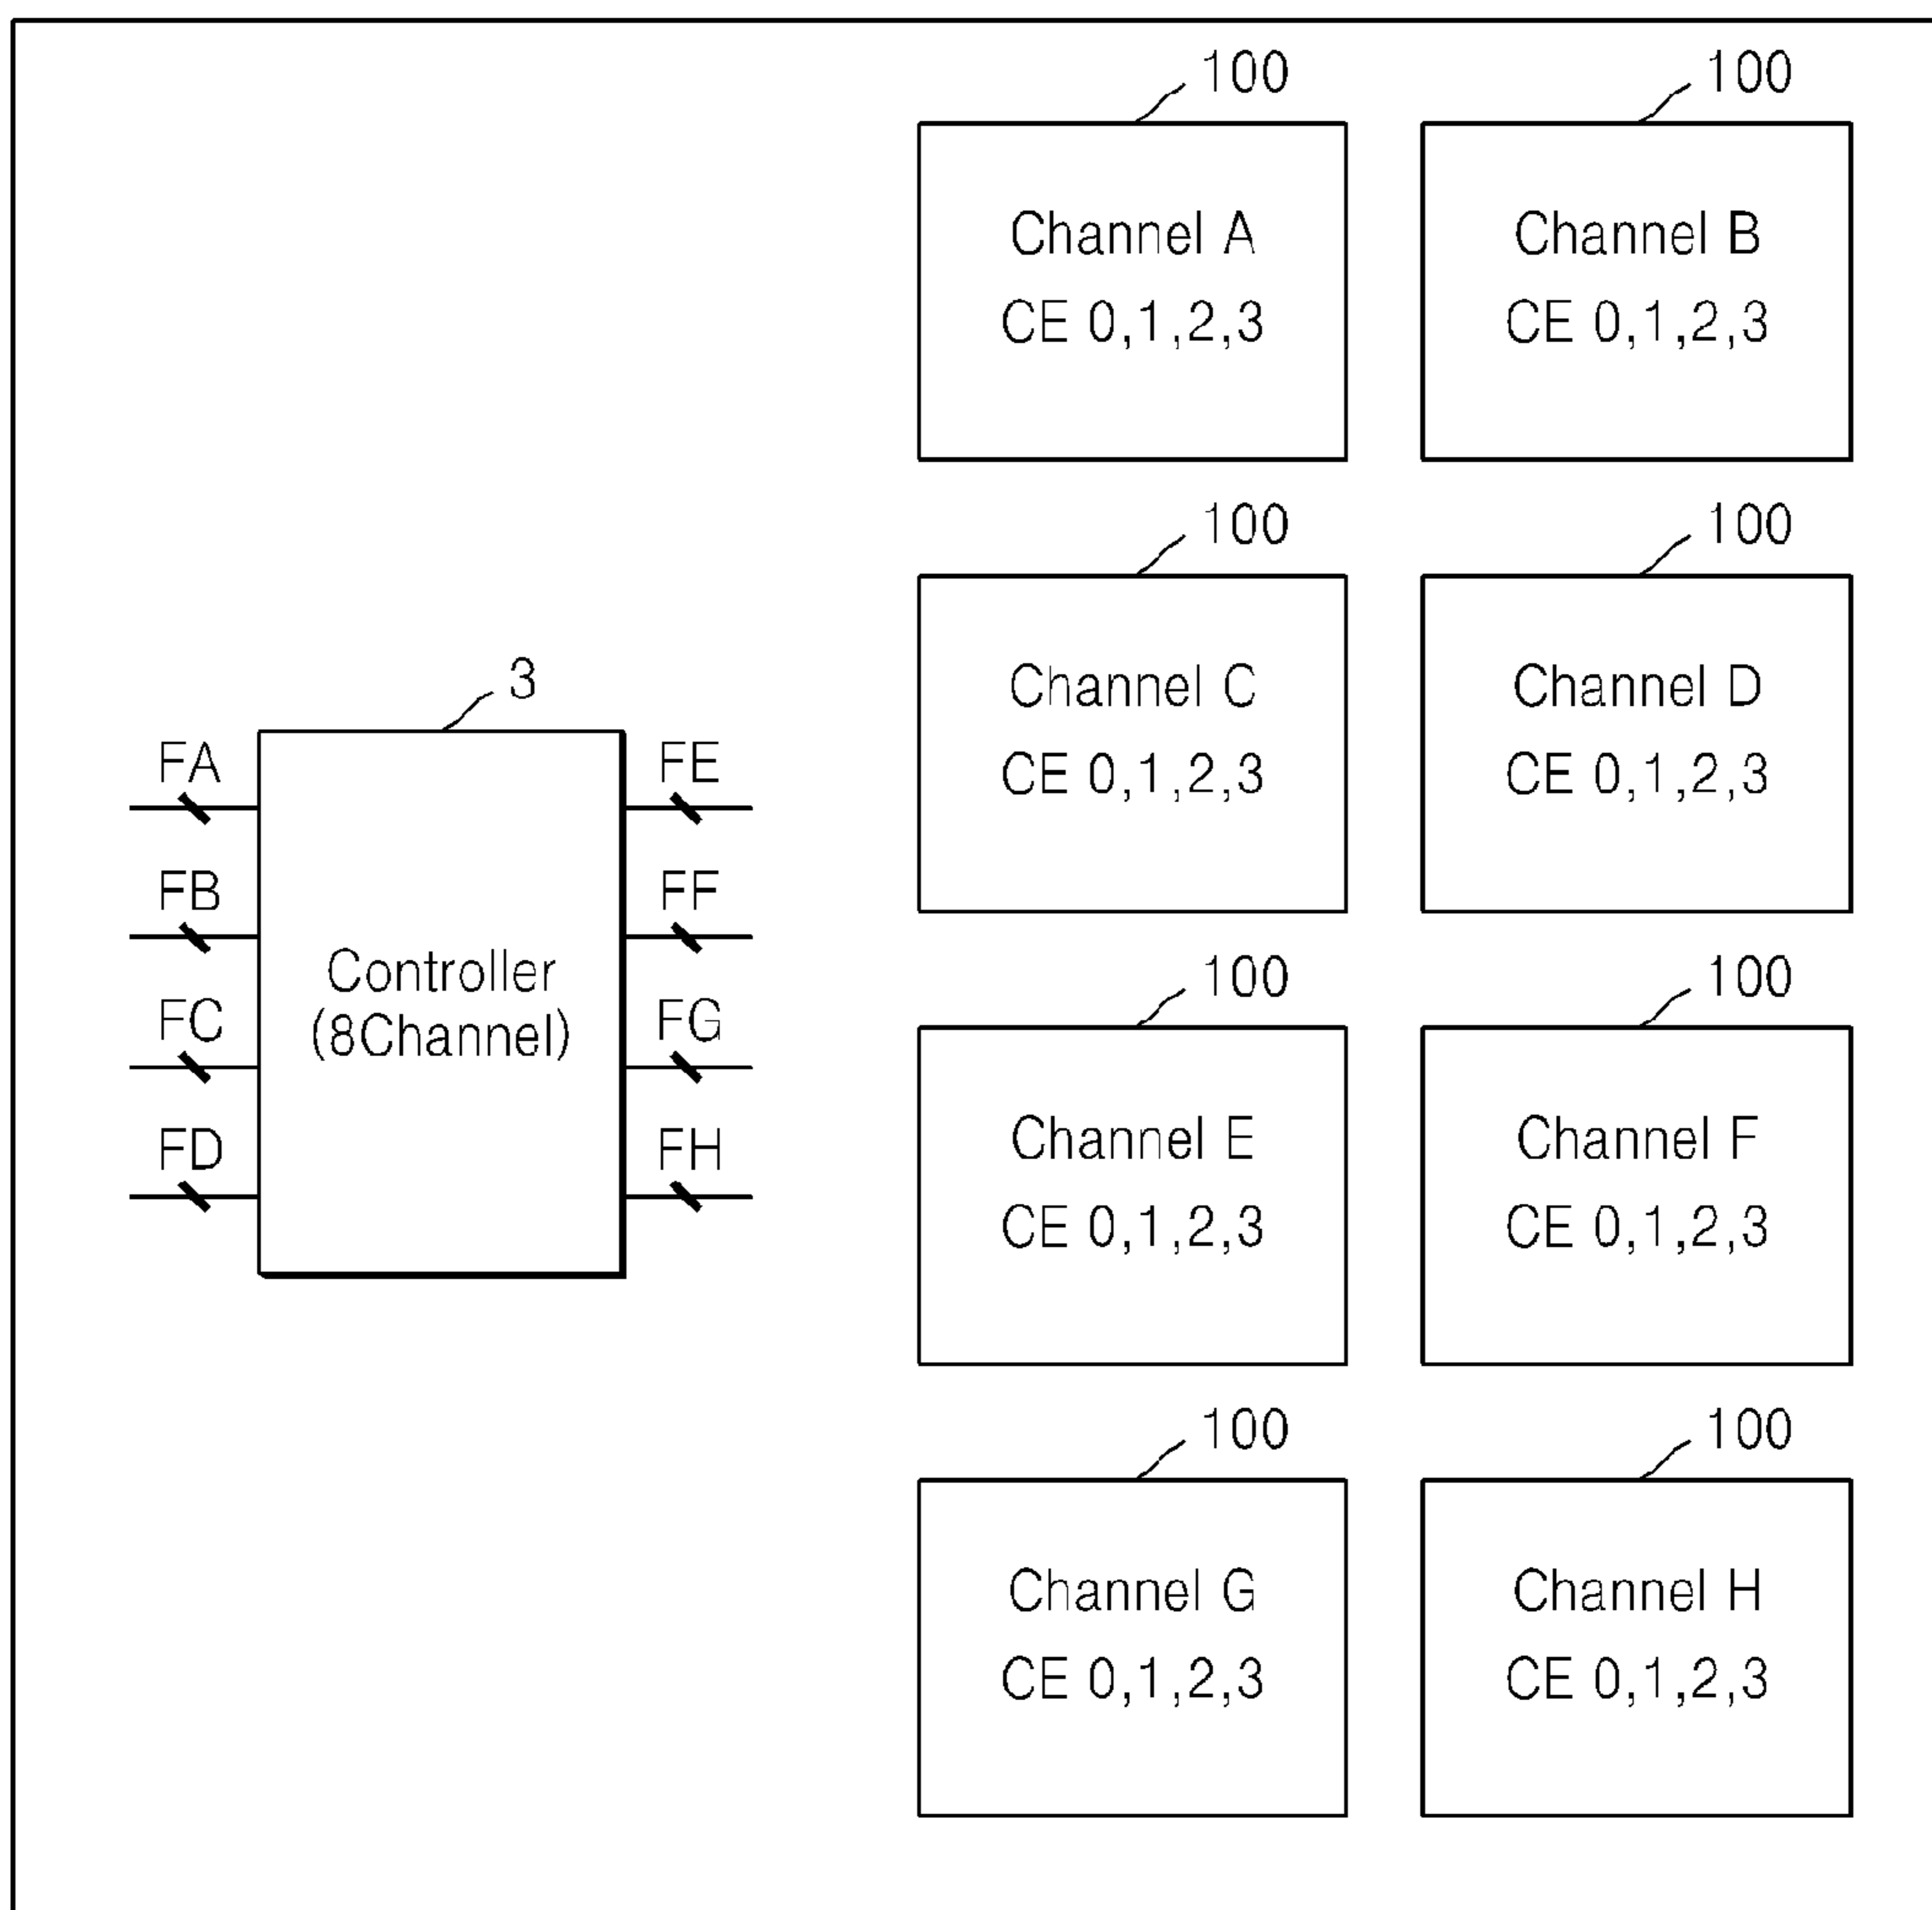 100
100
Channel A
CE 0,1,2,3
Channel B
CE 0,1,2,3
100
100
Channel C
CE 0,1,2,3
Channel D
CE 0,1,2,3
3
FA
FB
FC
FD
Controller
(8Channel)
FE
FF
FG
FH
100
100
Channel E
CE 0,1,2,3
Channel F
CE 0,1,2,3
100
100
Channel G
CE 0,1,2,3
Channel H
CE 0,1,2,3